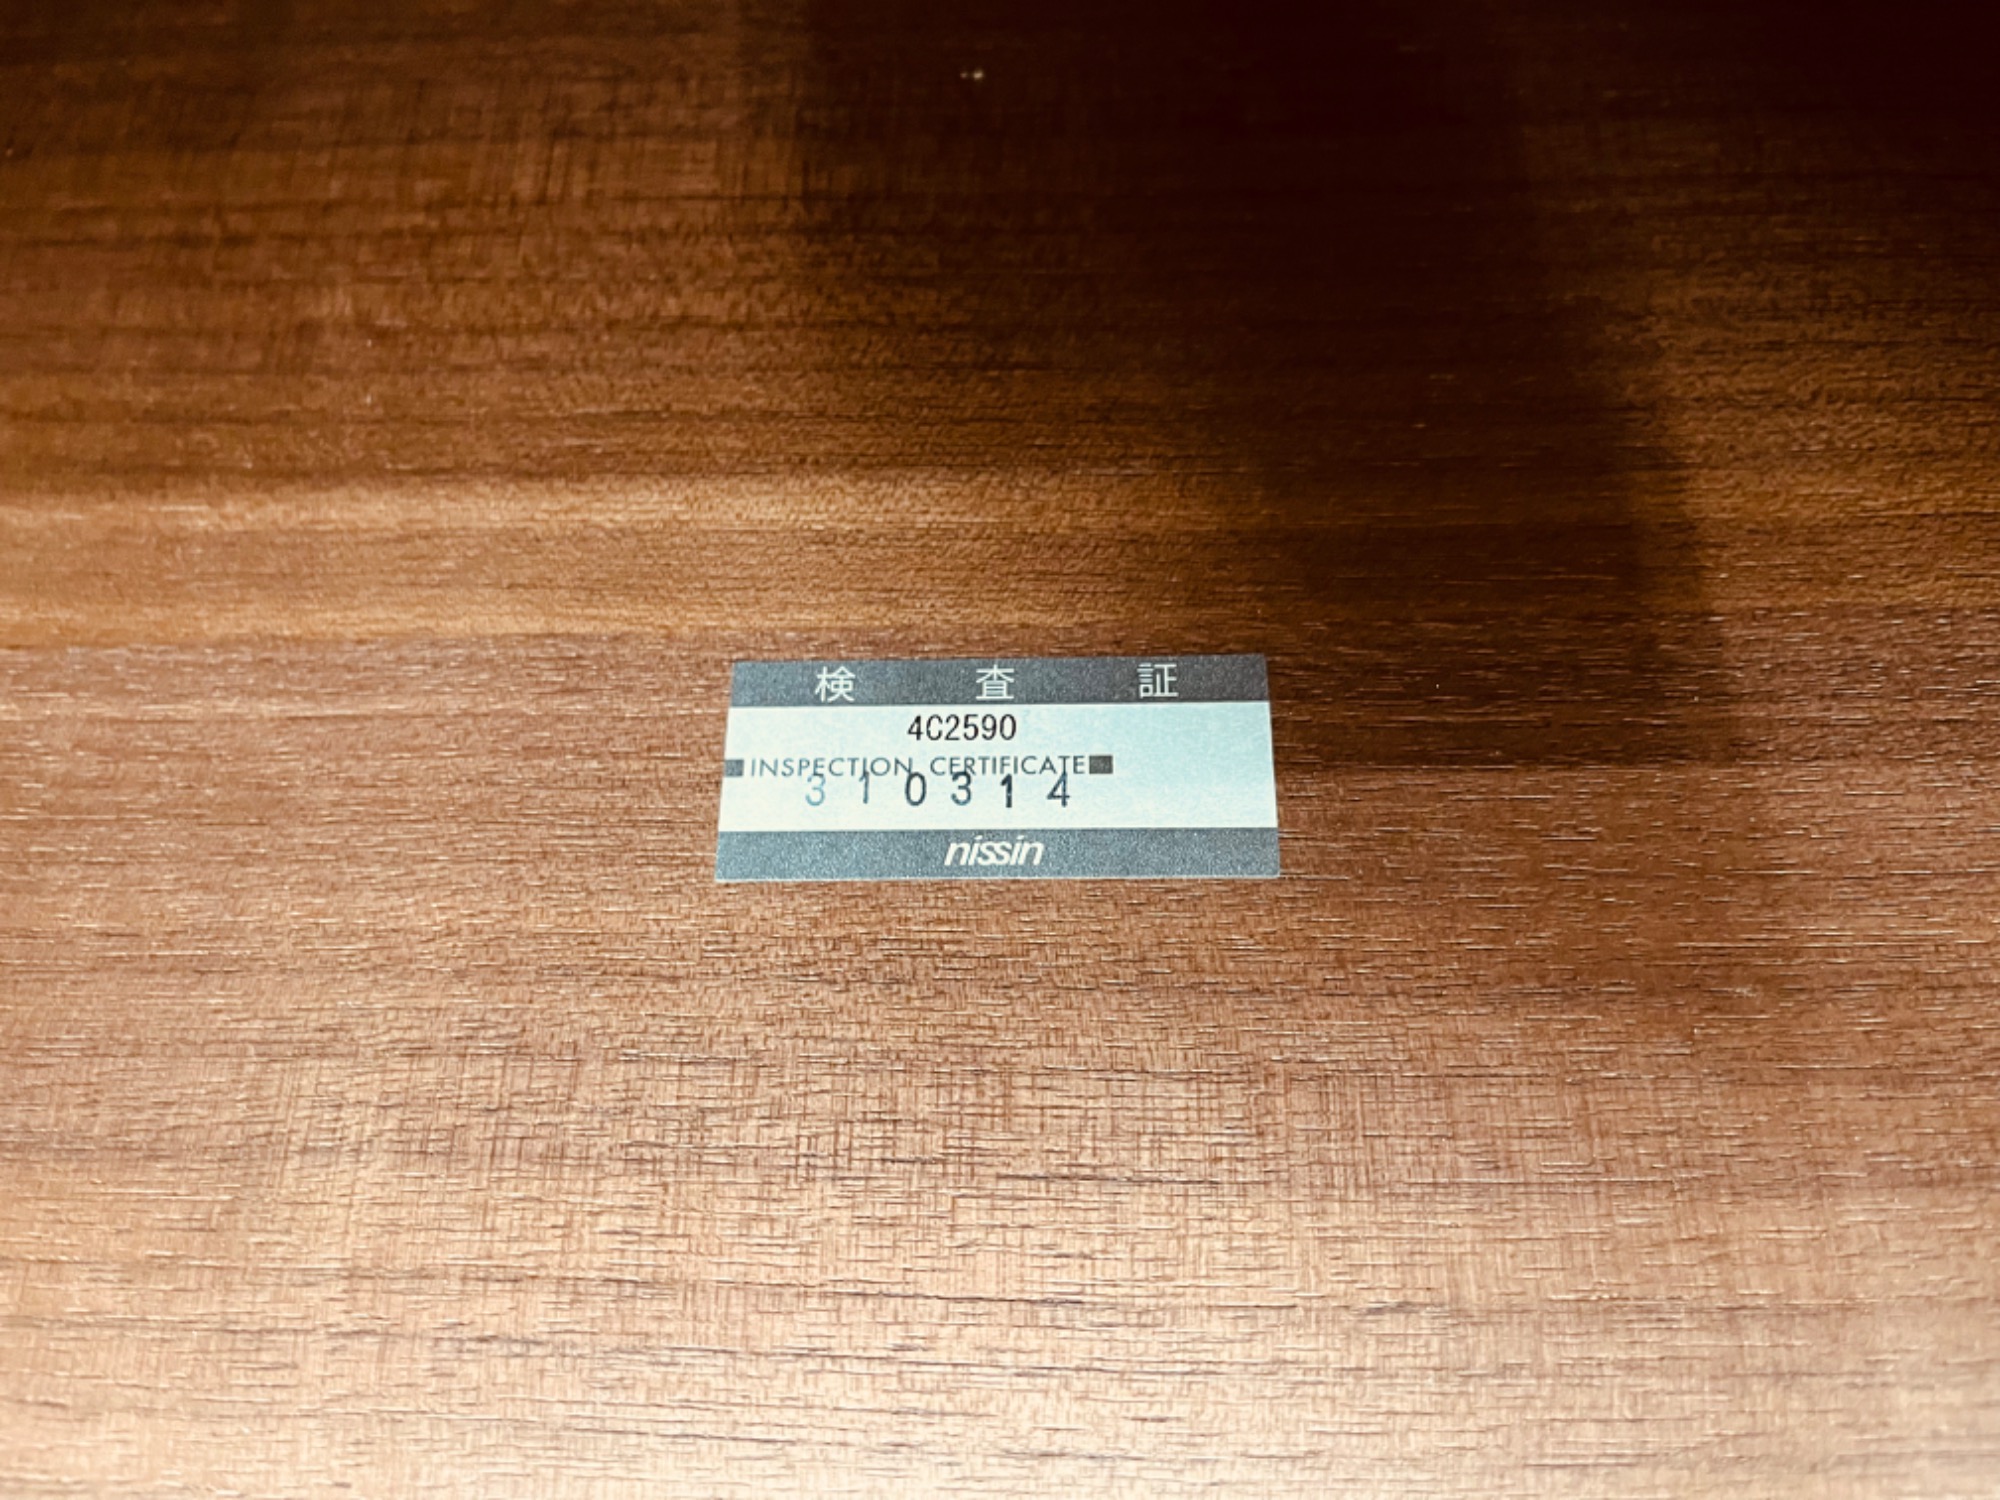 検 査 証
4C2590
INSPECTION CERTIFICATE
310314
nissin